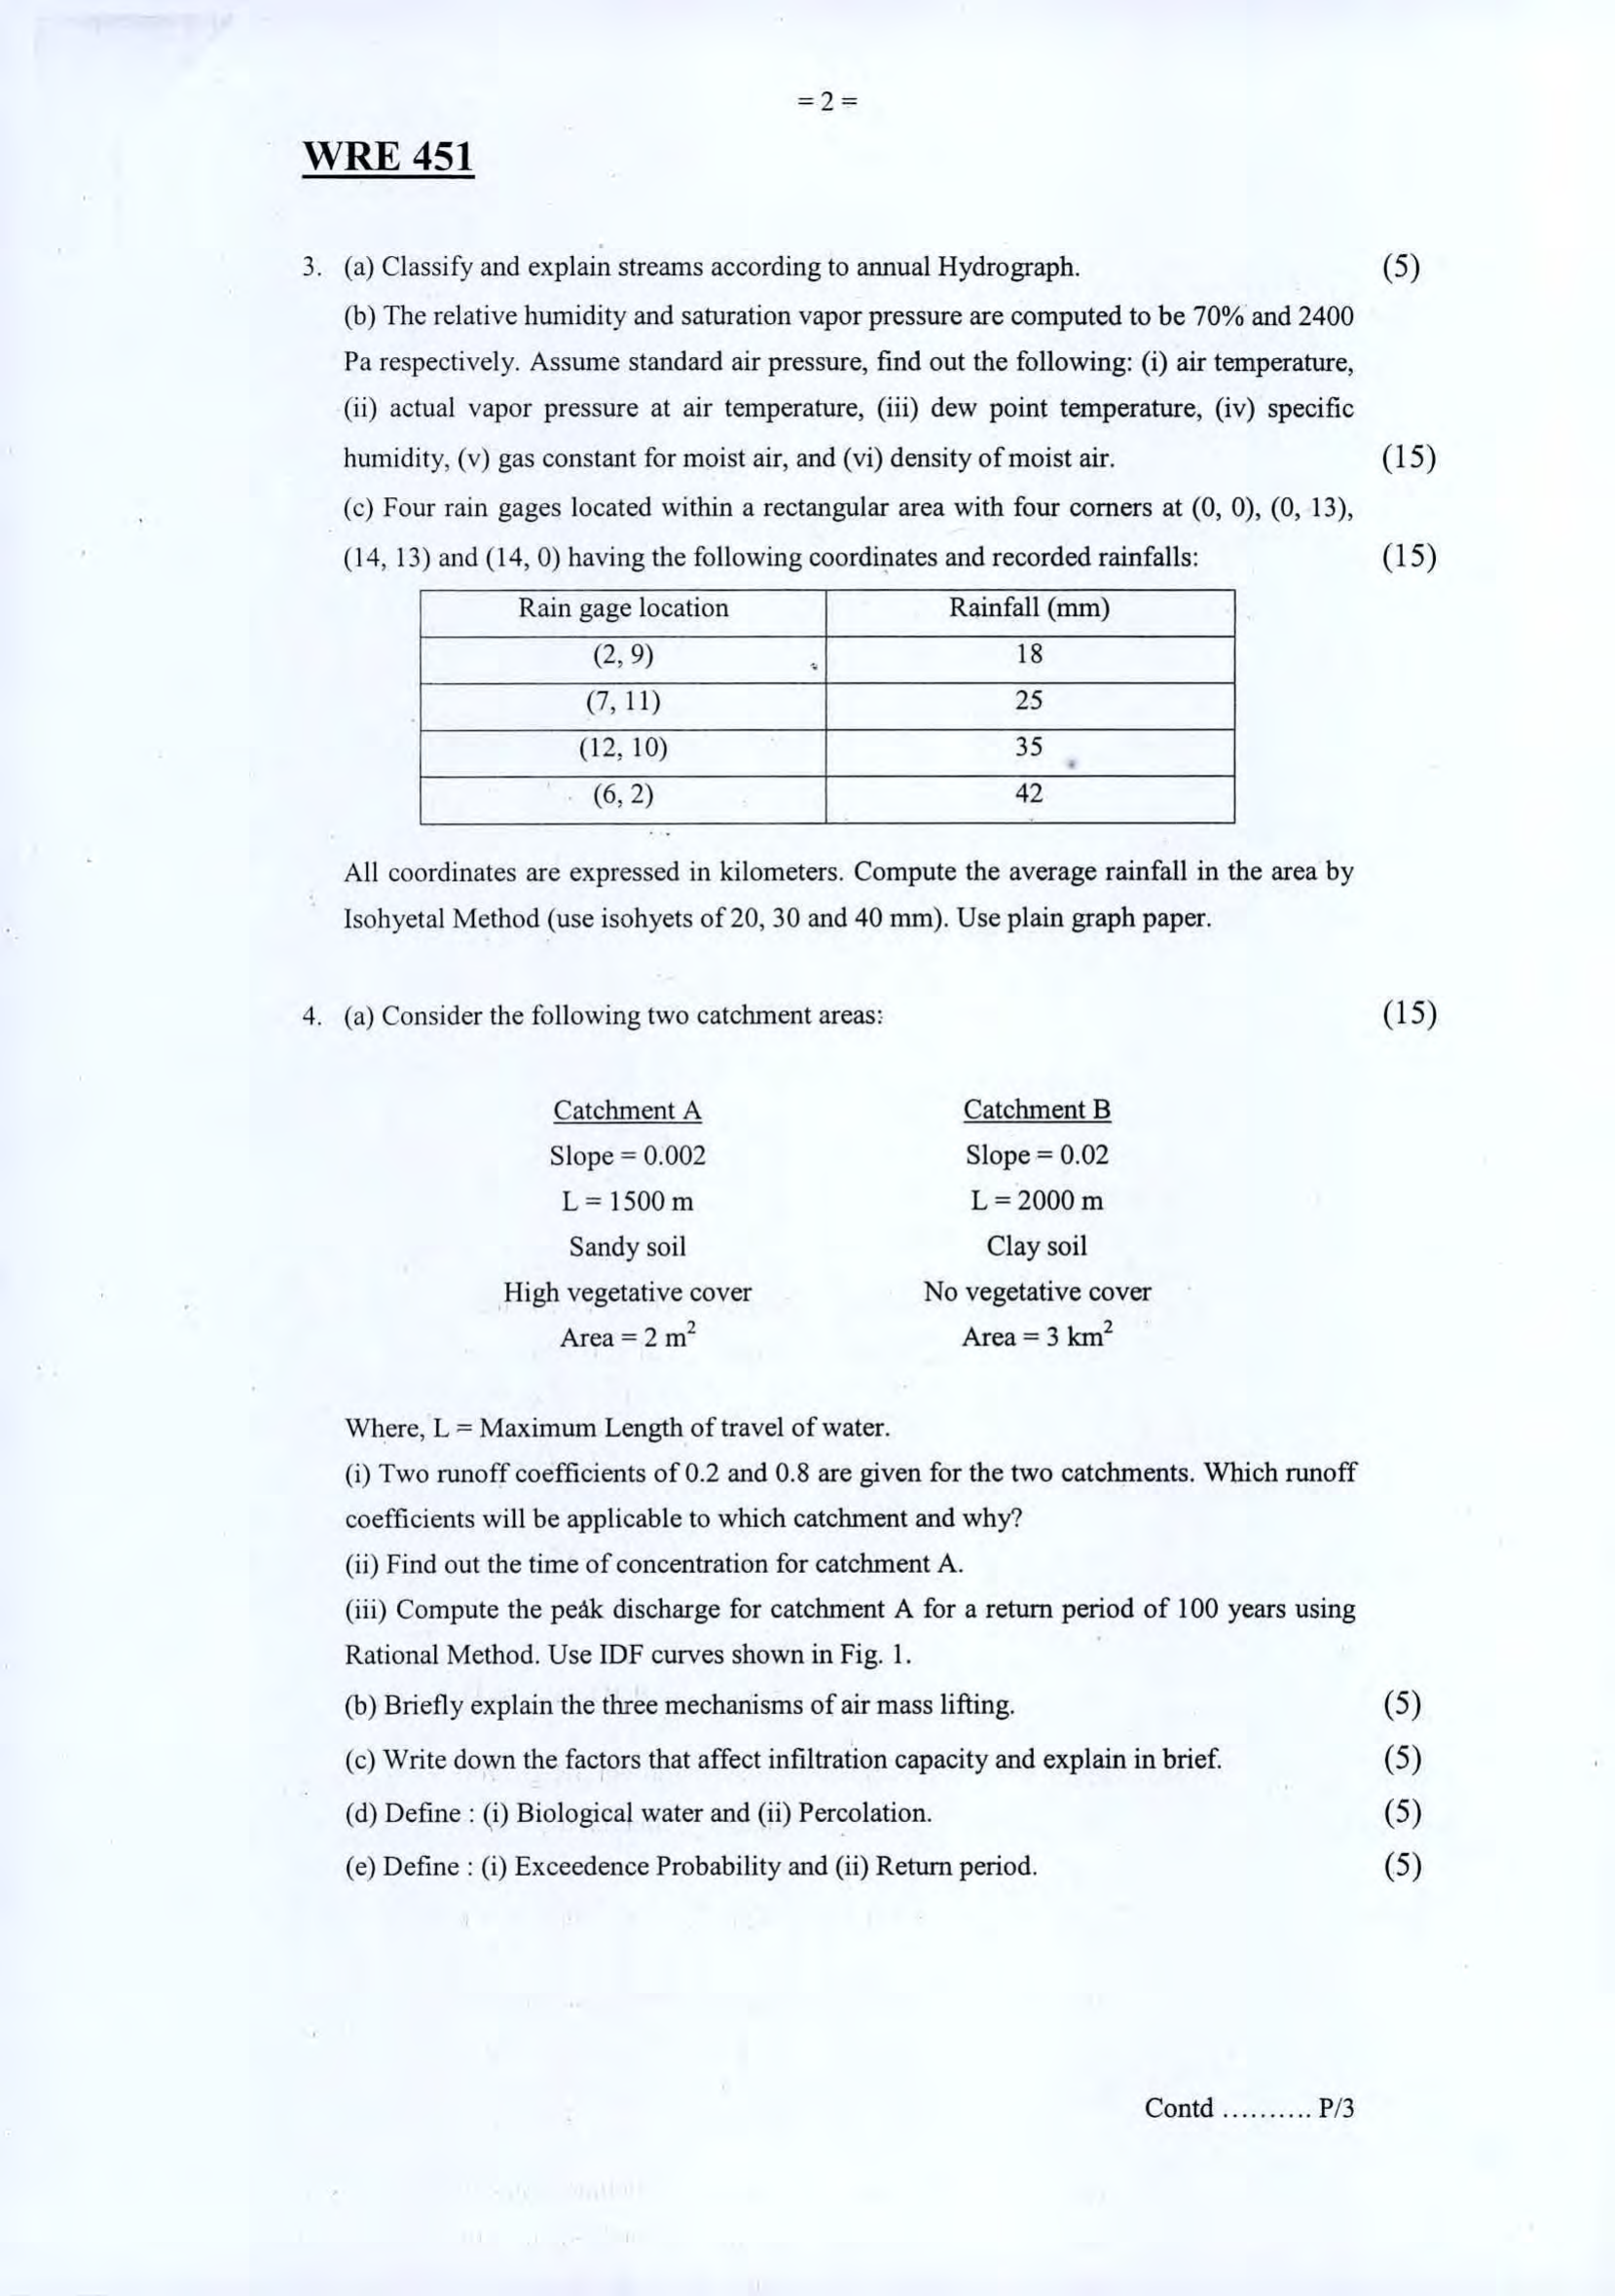 = 2 =
WRE 451
3. (a) Classify and explain streams according to annual Hydrograph. (5)
(b) The relative humidity and saturation vapor pressure are computed to be 70% and 2400
Pa respectively. Assume standard air pressure, find out the following: (i) air temperature,
(ii) actual vapor pressure at air temperature, (iii) dew point temperature, (iv) specific
humidity, (v) gas constant for moist air, and (vi) density of moist air. (15)
(c) Four rain gages located within a rectangular area with four corners at (0, 0), (0, 13),
(14, 13) and (14, 0) having the following coordinates and recorded rainfalls: (15)
Rain gage location Rainfall (mm)
(2, 9) 18
(7, 11) 25
(12, 10) 35
(6, 2) 42
All coordinates are expressed in kilometers. Compute the average rainfall in the area by
Isohyetal Method (use isohyets of 20, 30 and 40 mm). Use plain graph paper.
4. (a) Consider the following two catchment areas: (15)
Catchment A Catchment B
Slope = 0.002 Slope = 0.02
L = 1500 m L = 2000 m
Sandy soil Clay soil
High vegetative cover No vegetative cover
Area = 2 m² Area = 3 km²
Where, L = Maximum Length of travel of water.
(i) Two runoff coefficients of 0.2 and 0.8 are given for the two catchments. Which runoff
coefficients will be applicable to which catchment and why?
(ii) Find out the time of concentration for catchment A.
(iii) Compute the peak discharge for catchment A for a return period of 100 years using
Rational Method. Use IDF curves shown in Fig. 1.
(b) Briefly explain the three mechanisms of air mass lifting. (5)
(c) Write down the factors that affect infiltration capacity and explain in brief. (5)
(d) Define : (i) Biological water and (ii) Percolation. (5)
(e) Define : (i) Exceedence Probability and (ii) Return period. (5)
Contd .......... P/3